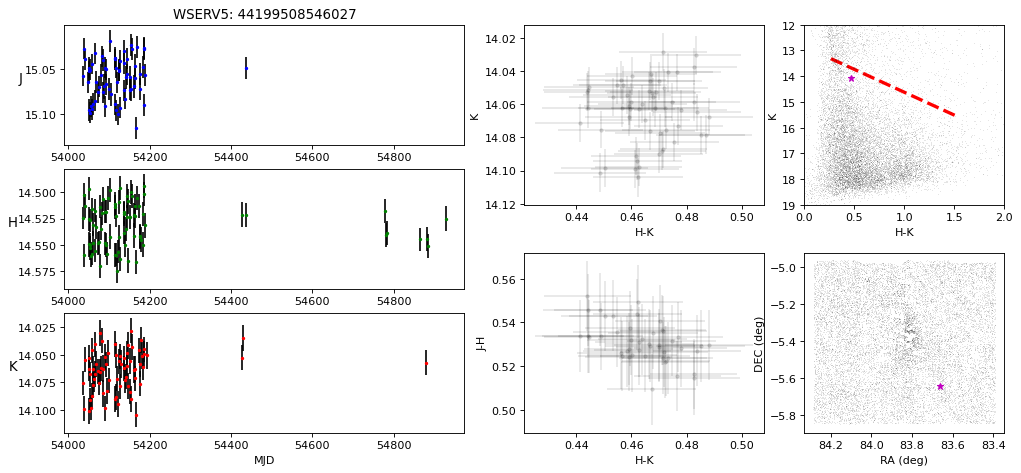 WSERV5: 44199508546027
J
15.05
15.10
54000 54200 54400 54600 54800
H
14.500
14.525
14.550
14.575
54000 54200 54400 54600 54800
K
14.025
14.050
14.075
14.100
54000 54200 54400 54600 54800
MJD
K
14.02
14.04
14.06
14.08
14.10
14.12
0.44 0.46 0.48 0.50
H-K
J-H
0.56
0.54
0.52
0.50
0.44 0.46 0.48 0.50
H-K
K
12
13
14
15
16
17
18
19
0.0 0.5 1.0 1.5 2.0
H-K
DEC (deg)
−5.0
−5.2
−5.4
−5.6
−5.8
84.2 84.0 83.8 83.6 83.4
RA (deg)